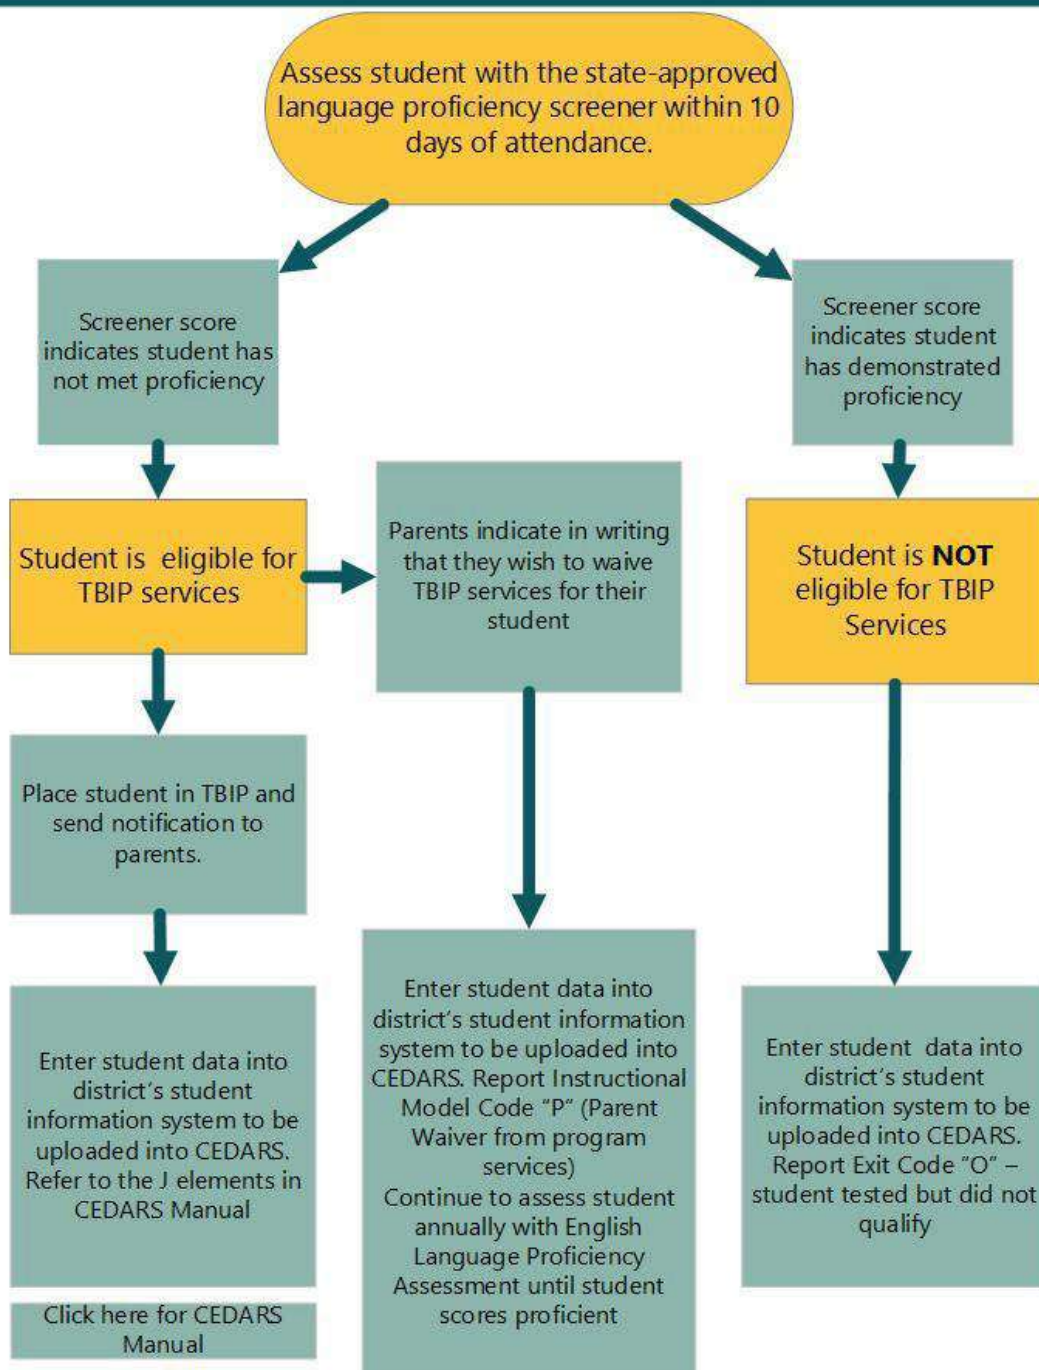 Assess student with the state-approved
language proficiency screener within 10
days of attendance.
Screener score
indicates student has
not met proficiency
Screener score
indicates student
has demonstrated
proficiency
Student is eligible for
TBIP services
Parents indicate in writing
that they wish to waive
TBIP services for their
student
Student is NOT
eligible for TBIP
Services
Place student in TBIP and
send notification to
parents.
Enter student data into
district's student
information system to be
uploaded into CEDARS.
Refer to the J elements in
CEDARS Manual
Click here for CEDARS
Manual
Enter student data into
district's student information
system to be uploaded into
CEDARS. Report Instructional
Model Code "P" (Parent
Waiver from program
services)
Continue to assess student
annually with English
Language Proficiency
Assessment until student
scores proficient
Enter student data into
district's student
information system to be
uploaded into CEDARS.
Report Exit Code "O" –
student tested but did not
qualify